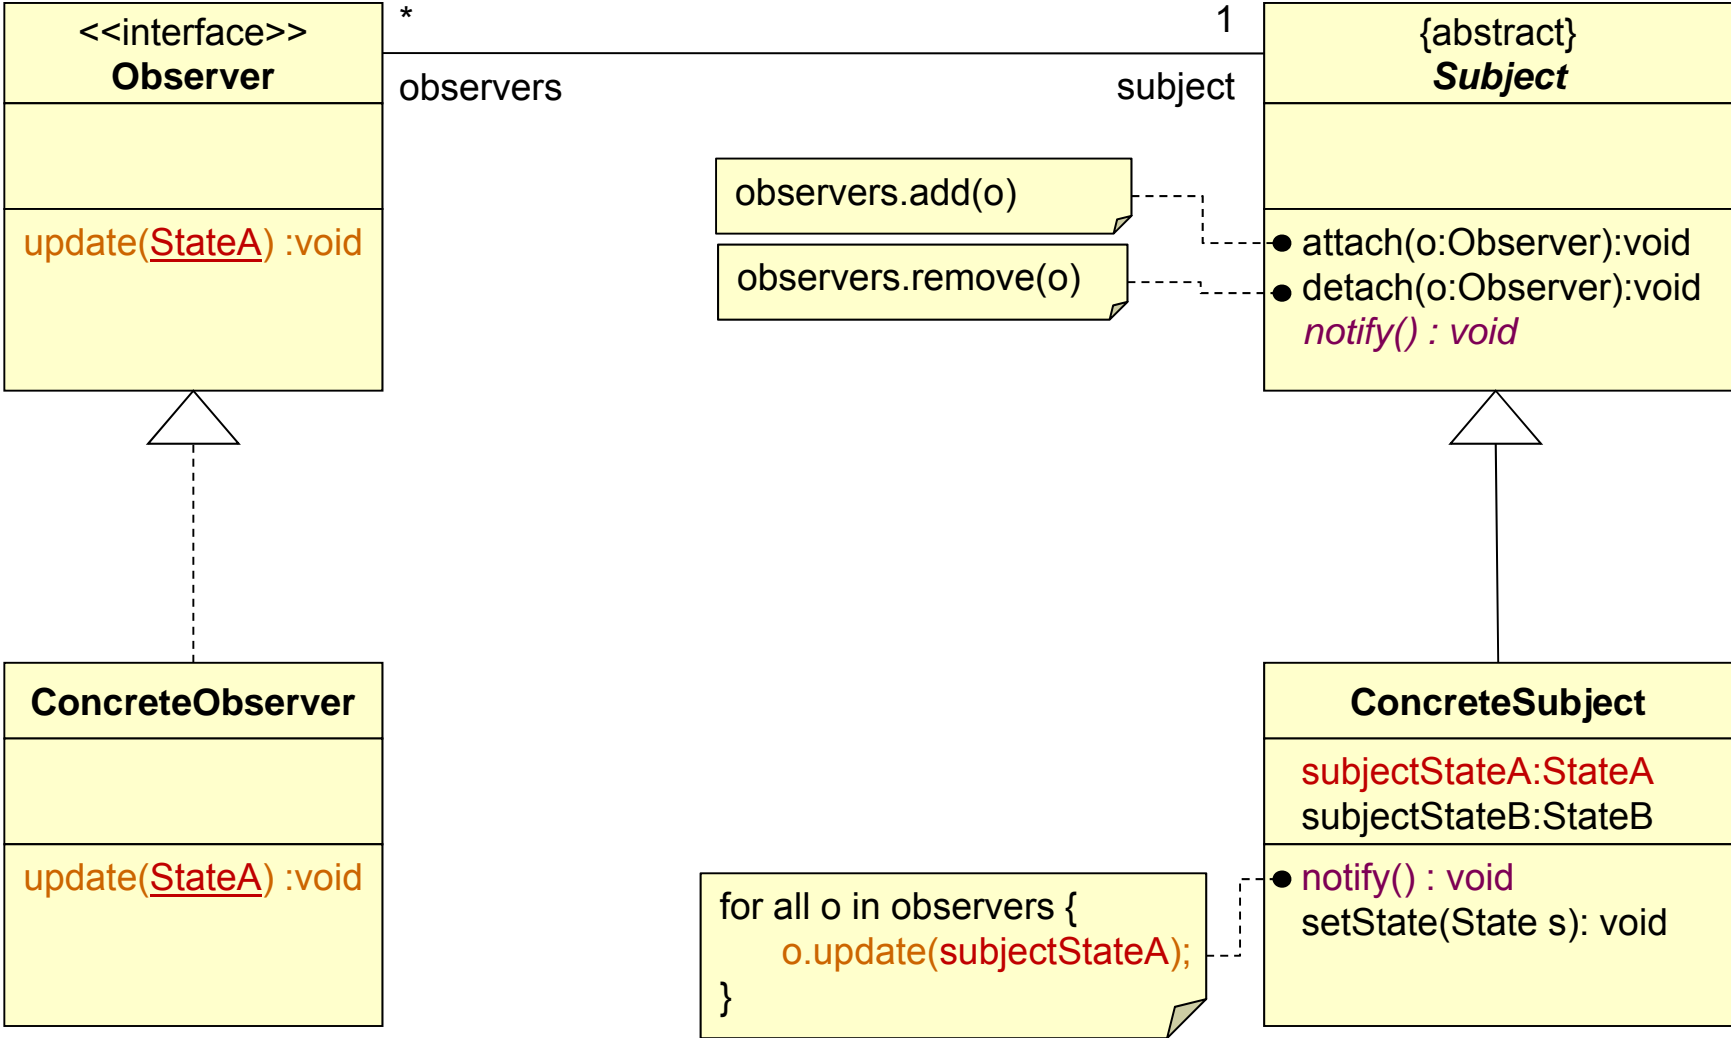 <<interface>>
Observer
update(StateA) :void
*
observers
1
subject
{abstract}
Subject
attach(o:Observer):void
detach(o:Observer):void
notify() : void
observers.add(o)
observers.remove(o)
ConcreteObserver
update(StateA) :void
ConcreteSubject
subjectStateA:StateA
subjectStateB:StateB
notify() : void
setState(State s): void
for all o in observers {
o.update(subjectStateA);
}